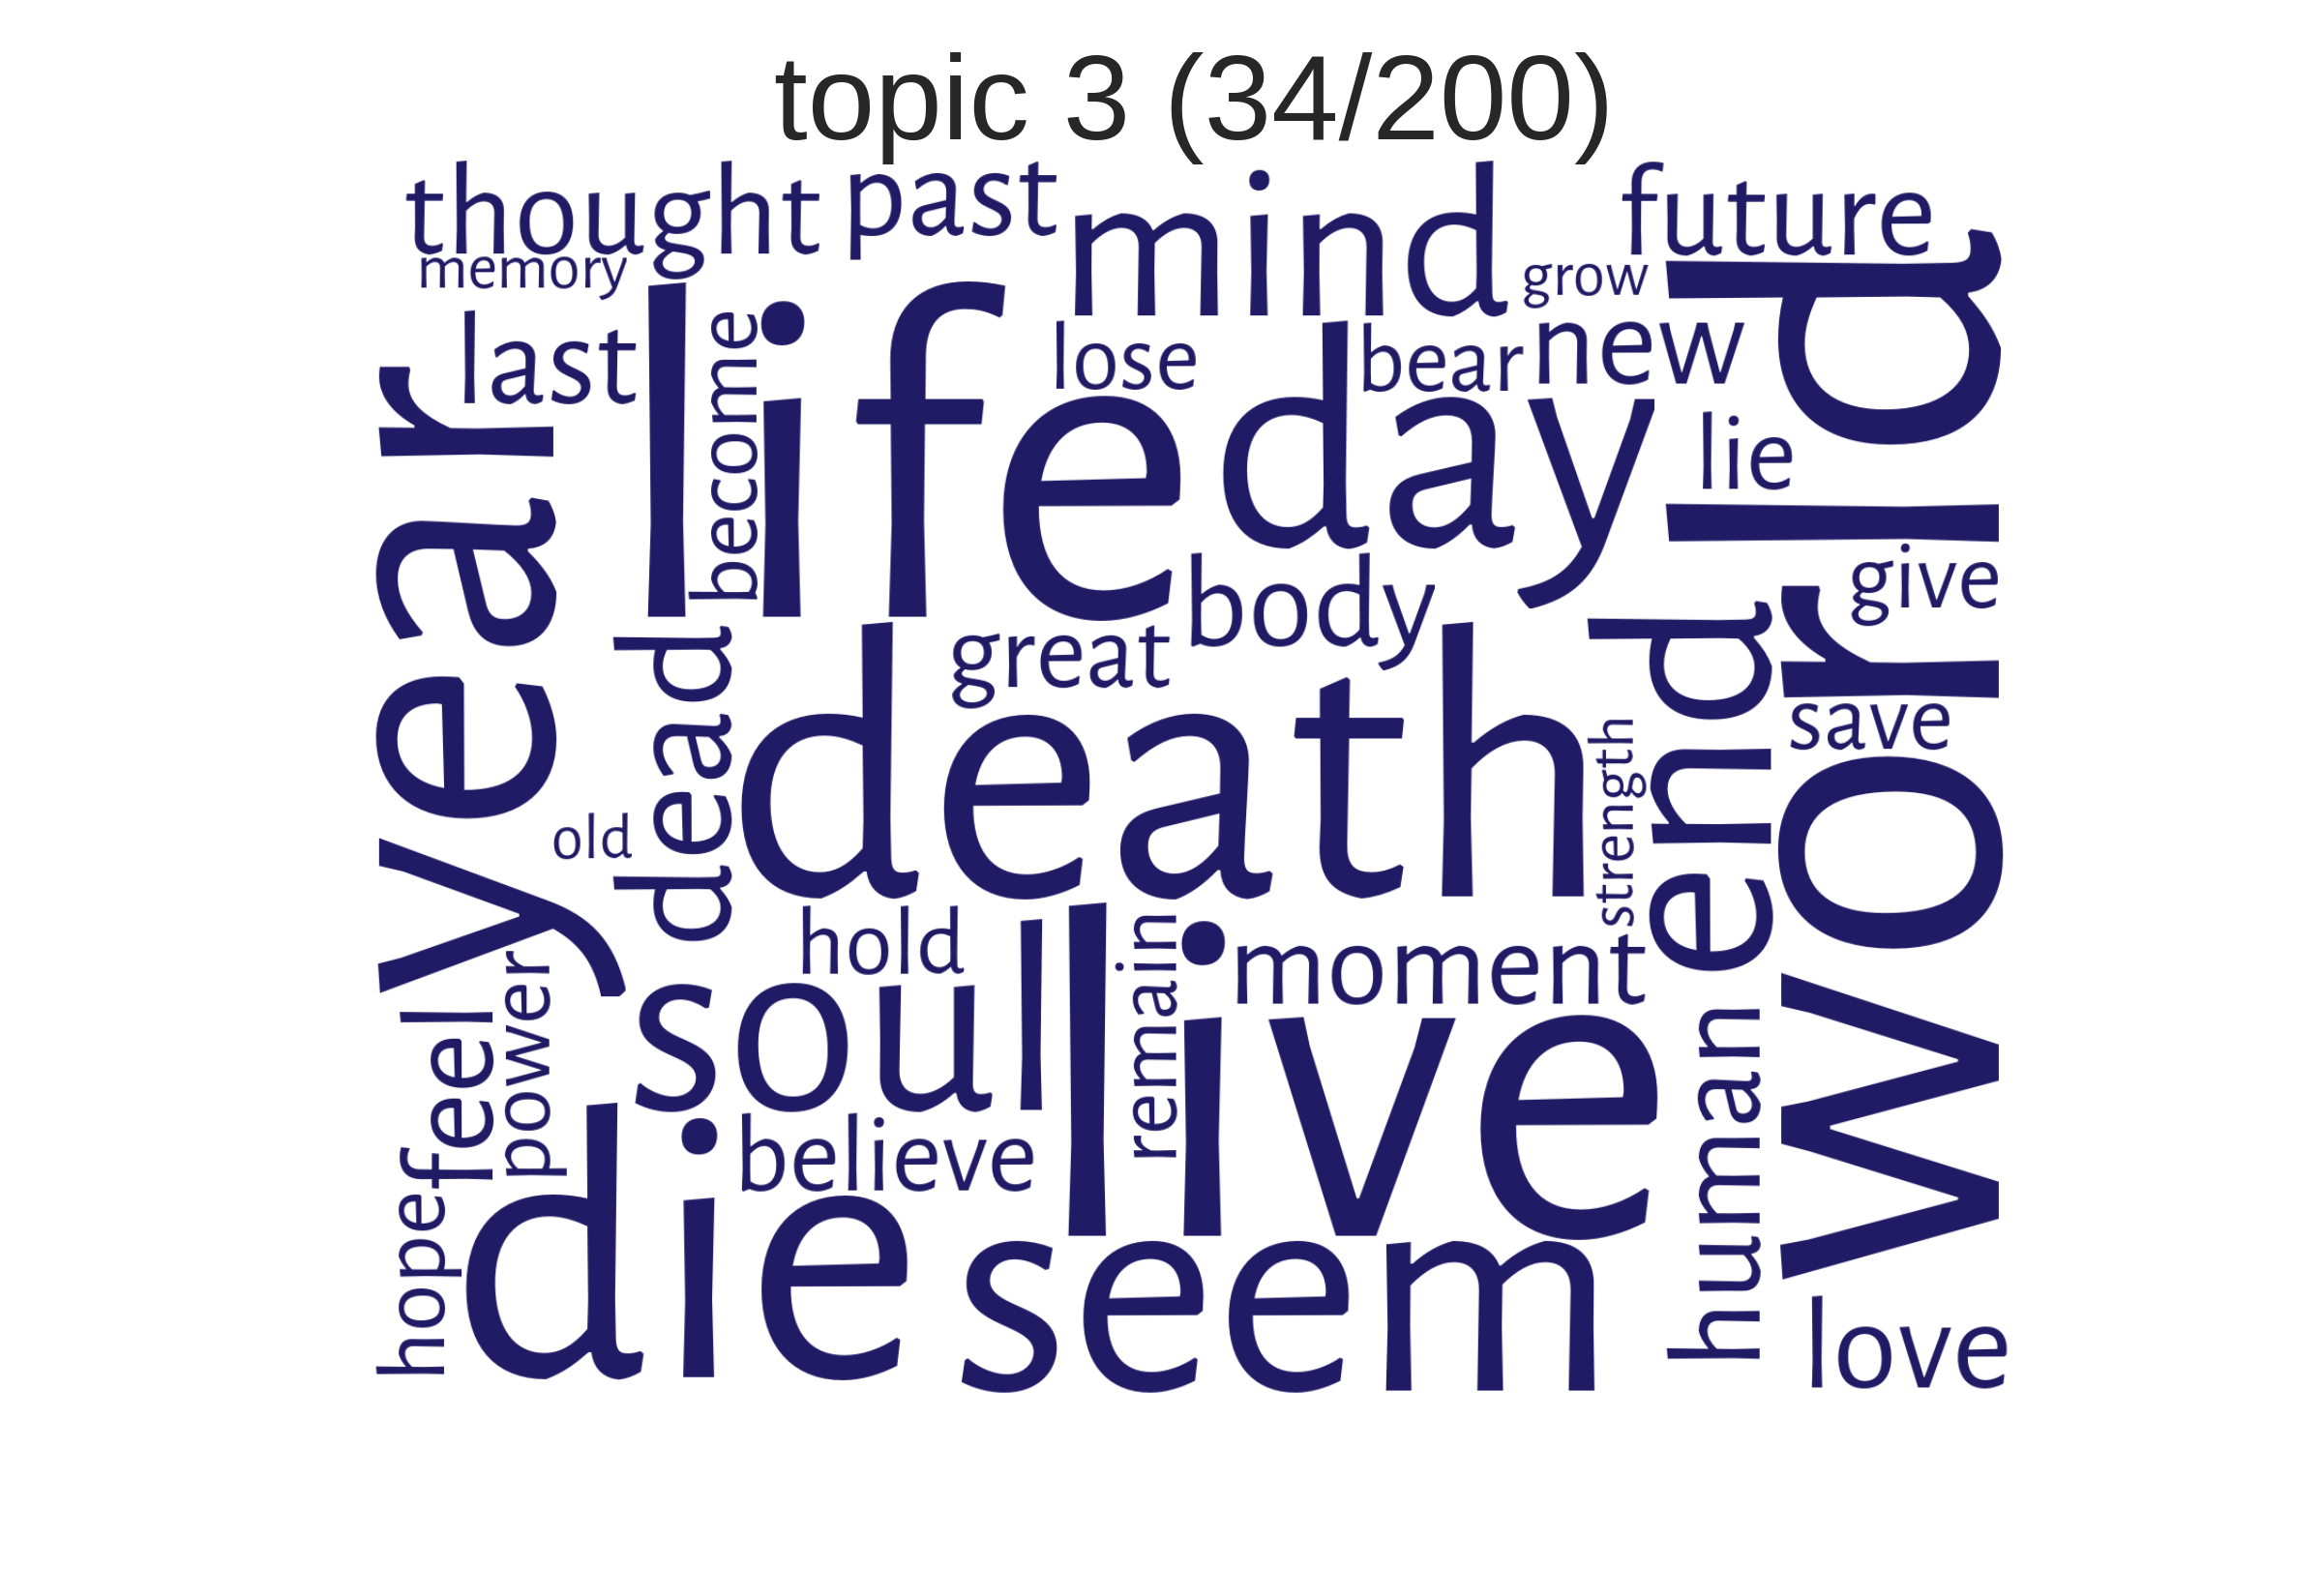 topic 3 (34/200)
thought
past
mind
future
memory
grow
last
become
life
lose
bear
new
day
lie
year
world
give
body
great
dead
death
end
save
strength
old
hold
soul
remain
moment
live
power
feel
believe
human
hope
die
seem
love